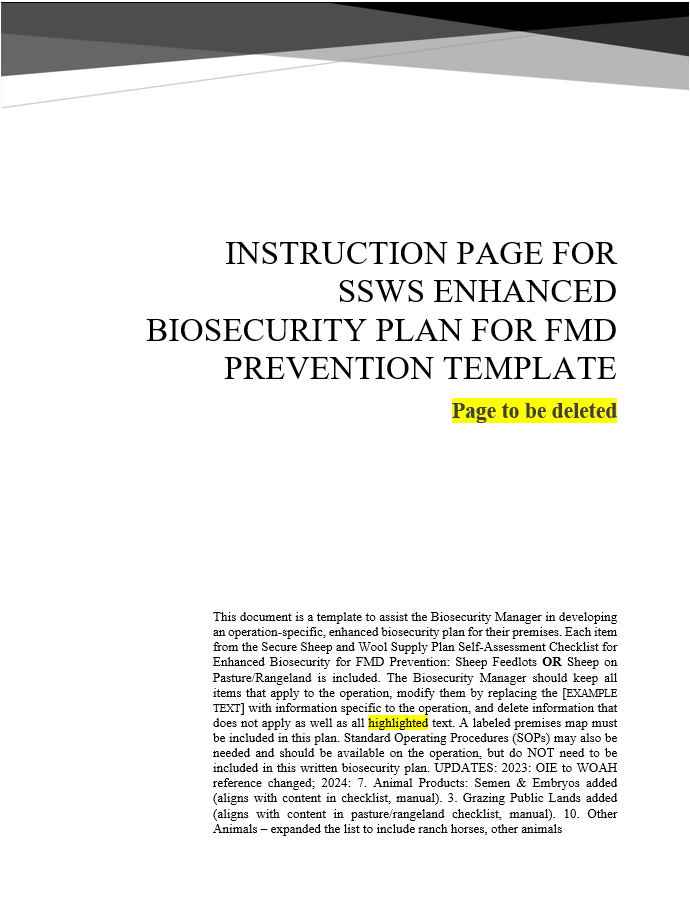 INSTRUCTION PAGE FOR
SSWS ENHANCED
BIOSECURITY PLAN FOR FMD
PREVENTION TEMPLATE
Page to be deleted
This document is a template to assist the Biosecurity Manager in developing
an operation-specific, enhanced biosecurity plan for their premises. Each item
from the Secure Sheep and Wool Supply Plan Self-Assessment Checklist for
Enhanced Biosecurity for FMD Prevention: Sheep Feedlots OR Sheep on
Pasture/Rangeland is included. The Biosecurity Manager should keep all
items that apply to the operation, modify them by replacing the [EXAMPLE
TEXT] with information specific to the operation, and delete information that
does not apply as well as all highlighted text. A labeled premises map must
be included in this plan. Standard Operating Procedures (SOPs) may also be
needed and should be available on the operation, but do NOT need to be
included in this written biosecurity plan. UPDATES: 2023: OIE to WOAH
reference changed; 2024: 7. Animal Products: Semen & Embryos added
(aligns with content in checklist, manual). 3. Grazing Public Lands added
(aligns with content in pasture/rangeland checklist, manual). 10. Other
Animals – expanded the list to include ranch horses, other animals